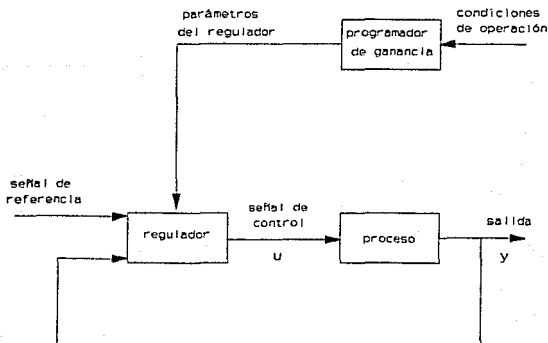 parámetros
del regulador
programador
de ganancia
condiciones
de operación
señal de
referencia
regulador
señal de
control
u
proceso
salida
y